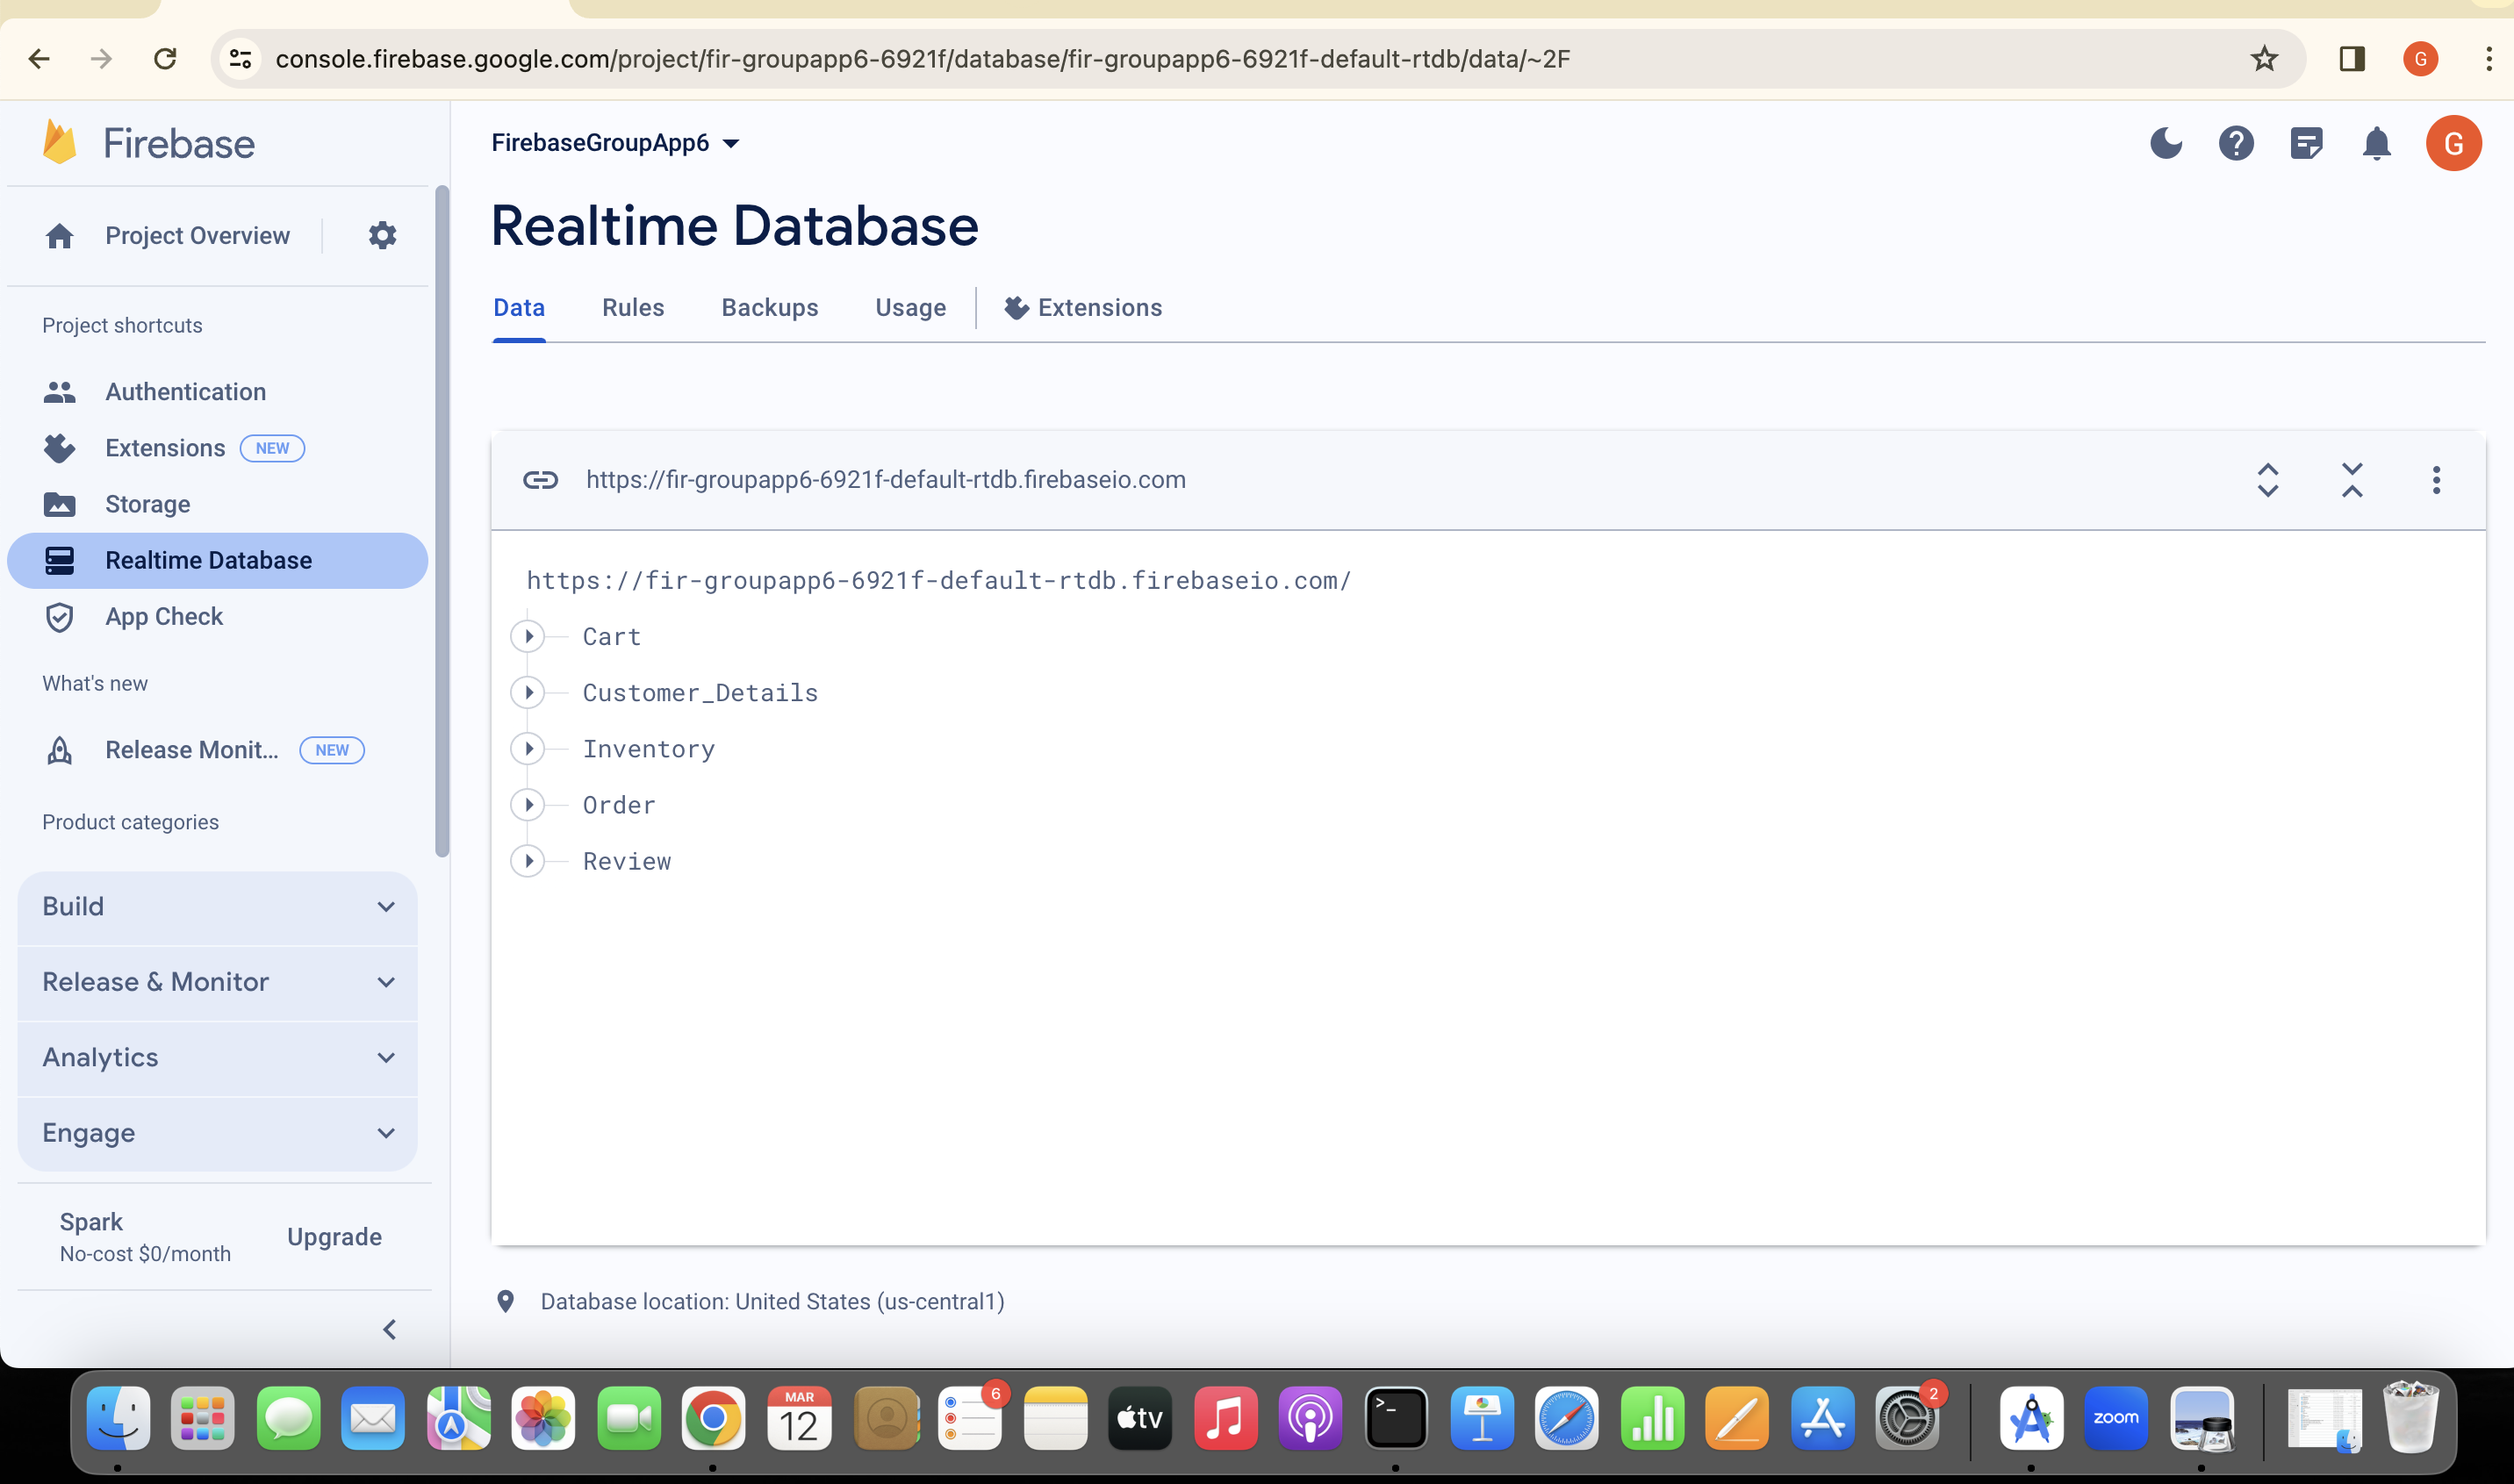 console.firebase.google.com/project/fir-groupapp6-6921f/database/fir-groupapp6-6921f-default-rtdb/data/~2F
G
Firebase
FirebaseGroupApp6
G
Project Overview
Realtime Database
Data
Rules
Backups
Usage
Extensions
Project shortcuts
Authentication
Extensions NEW
Storage
Realtime Database
App Check
What's new
Release Monit... NEW
Product categories
Build
Release & Monitor
Analytics
Engage
Spark
No-cost $0/month
Upgrade
https://fir-groupapp6-6921f-default-rtdb.firebaseio.com
https://fir-groupapp6-6921f-default-rtdb.firebaseio.com/
Cart
Customer_Details
Inventory
Order
Review
Database location: United States (us-central1)
MAR
12
6
tv
>_
2
zoom